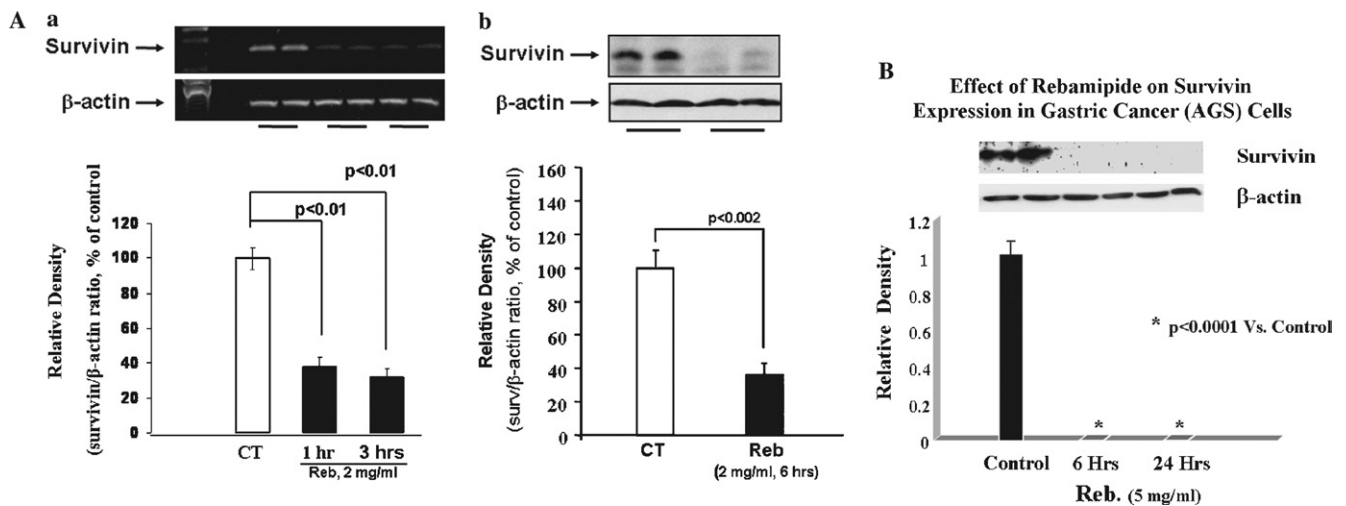 A
a
Survivin
β-actin
p<0.01
p<0.01
Relative Density
(survivin/β-actin ratio, % of control)
120
100
80
60
40
20
0
CT
1 hr
3 hrs
Reb, 2 mg/ml
b
Survivin
β-actin
p<0.002
Relative Density
(surv/β-actin ratio, % of control)
160
140
120
100
80
60
40
20
0
CT
Reb
(2 mg/ml, 6 hrs)
B
Effect of Rebamipide on Survivin
Expression in Gastric Cancer (AGS) Cells
Survivin
β-actin
Relative Density
1.2
1
0.8
0.6
0.4
0.2
0
* p<0.0001 Vs. Control
*
*
Control
6 Hrs
24 Hrs
Reb. (5 mg/ml)